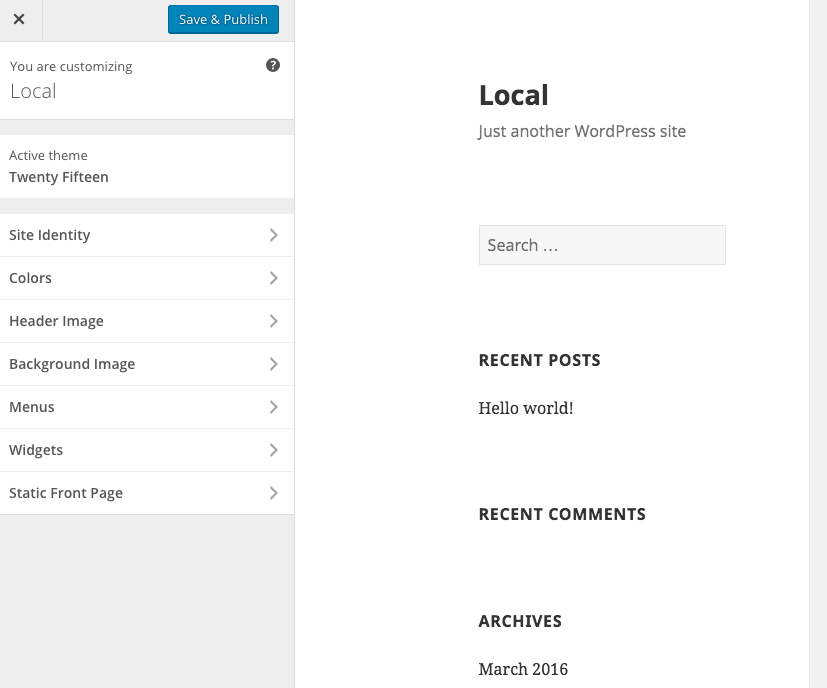 Save & Publish
You are customizing
Local
Active theme
Twenty Fifteen
Site Identity
Colors
Header Image
Background Image
Menus
Widgets
Static Front Page
Local
Just another WordPress site
Search …
RECENT POSTS
Hello world!
RECENT COMMENTS
ARCHIVES
March 2016